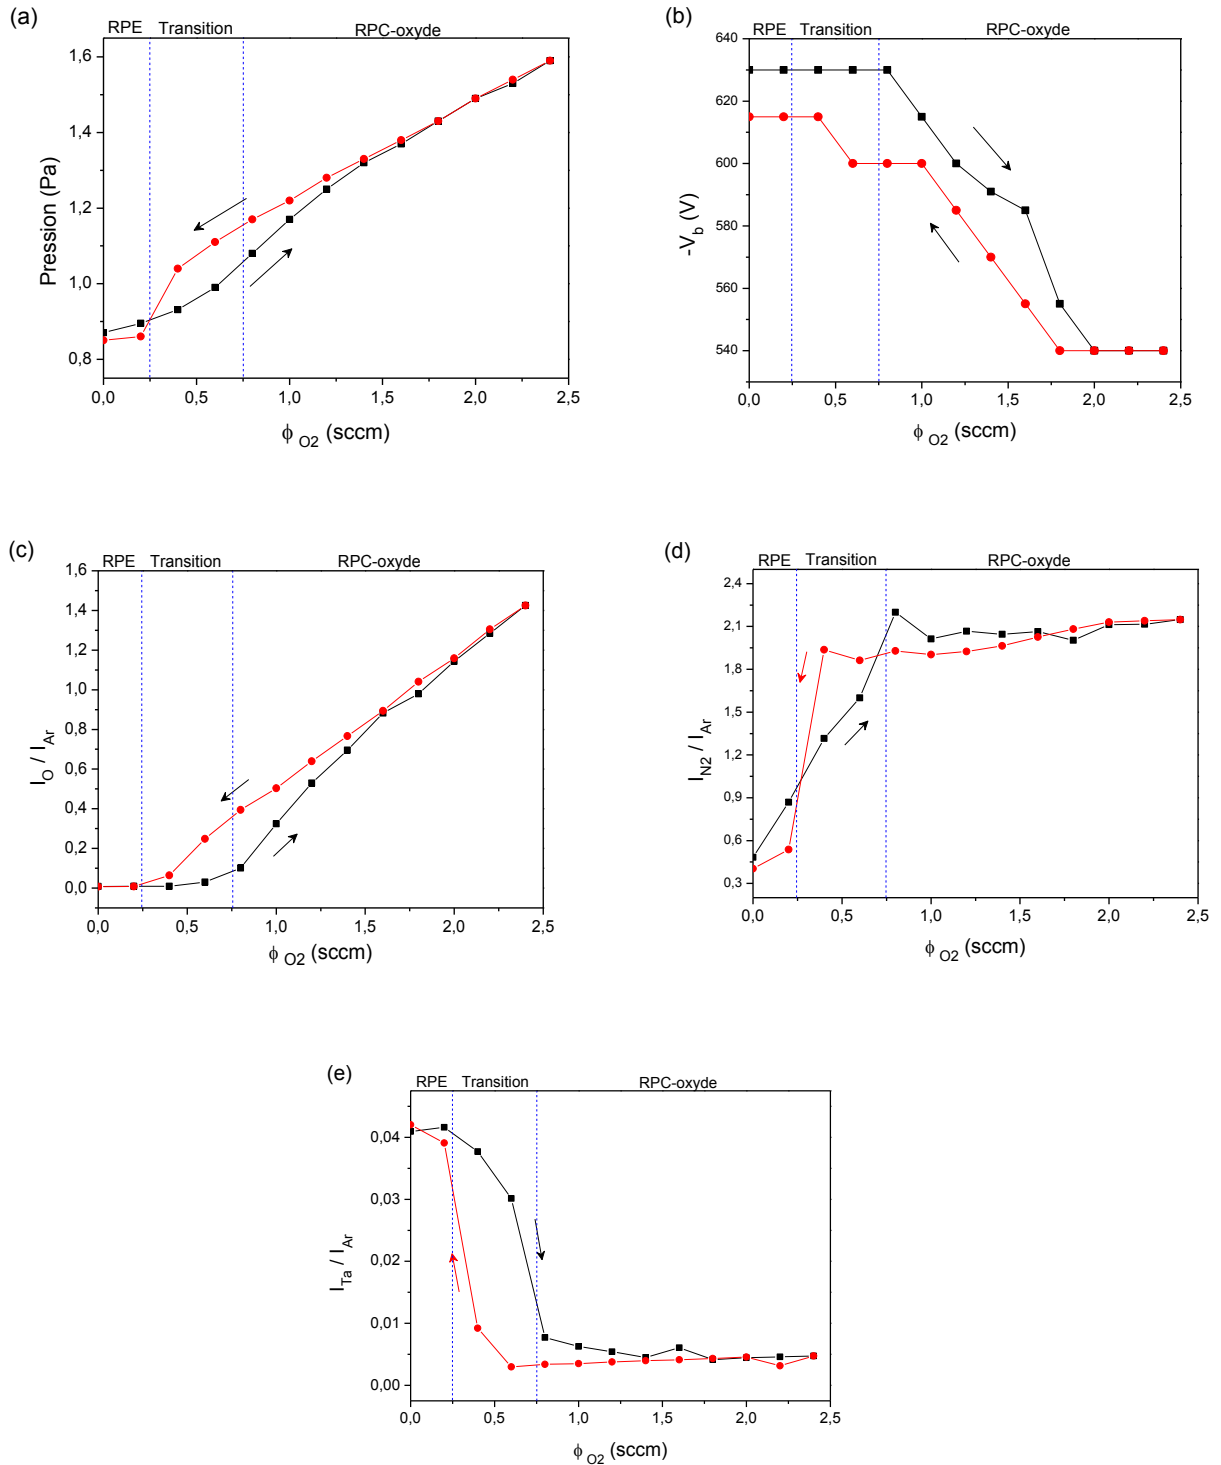 (a)
RPE Transition RPC-oxyde
1,6
1,4
1,2
1,0
0,8
Pression (Pa)
0,0 0,5 1,0 1,5 2,0 2,5
ϕ O2 (sccm)
(b)
RPE Transition RPC-oxyde
640
620
600
580
560
540
-Vb (V)
0,0 0,5 1,0 1,5 2,0 2,5
ϕ O2 (sccm)
(c)
RPE Transition RPC-oxyde
1,6
1,4
1,2
1,0
0,8
0,6
0,4
0,2
0,0
IO / IAr
0,0 0,5 1,0 1,5 2,0 2,5
ϕ O2 (sccm)
(d)
RPE Transition RPC-oxyde
2,4
2,1
1,8
1,5
1,2
0,9
0,6
0,3
IN2 / IAr
0,0 0,5 1,0 1,5 2,0 2,5
ϕ O2 (sccm)
(e)
RPE Transition RPC-oxyde
0,04
0,03
0,02
0,01
0,00
ITa / IAr
0,0 0,5 1,0 1,5 2,0 2,5
ϕ O2 (sccm)